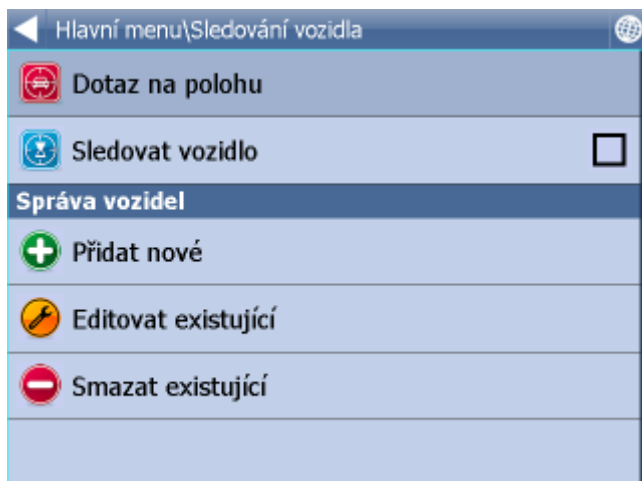 Hlavní menu\Sledování vozidla
Dotaz na polohu
Sledovat vozidlo
Správa vozidel
Přidat nové
Editovat existující
Smazat existující